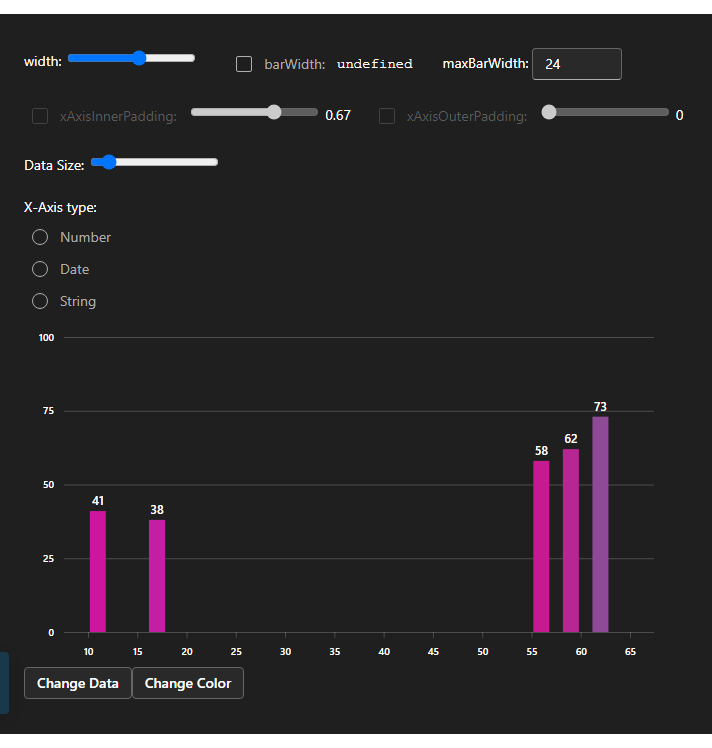 width: barWidth: undefined maxBarWidth: 24
xAxisInnerPadding: 0.67 xAxisOuterPadding: 0
Data Size:
X-Axis type:
Number
Date
String
100
75
50
25
0
41
38
58
62
73
10 15 20 25 30 35 40 45 50 55 60 65
Change Data Change Color